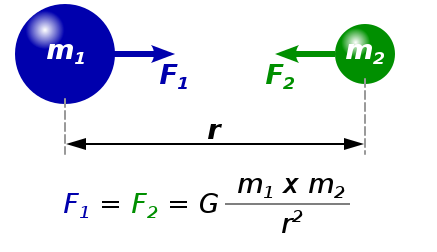 m₁ m₂
F₁ F₂
r
F₁ = F₂ = G (m₁ x m₂) / r²